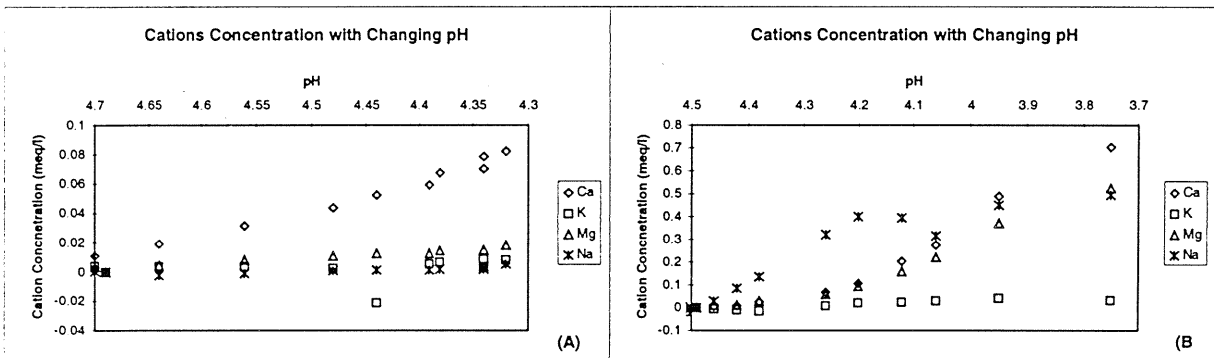 Cations Concentration with Changing pH
pH
4.7 4.65 4.6 4.55 4.5 4.45 4.4 4.35 4.3
0.1
0.08
0.06
0.04
0.02
0
-0.02
-0.04
Cation Concnetration (meq/l)
Ca
K
Mg
Na
(A)
Cations Concentration with Changing pH
pH
4.5 4.4 4.3 4.2 4.1 4 3.9 3.8 3.7
0.8
0.7
0.6
0.5
0.4
0.3
0.2
0.1
0
-0.1
Cation Concnetration (meq/l)
Ca
K
Mg
Na
(B)